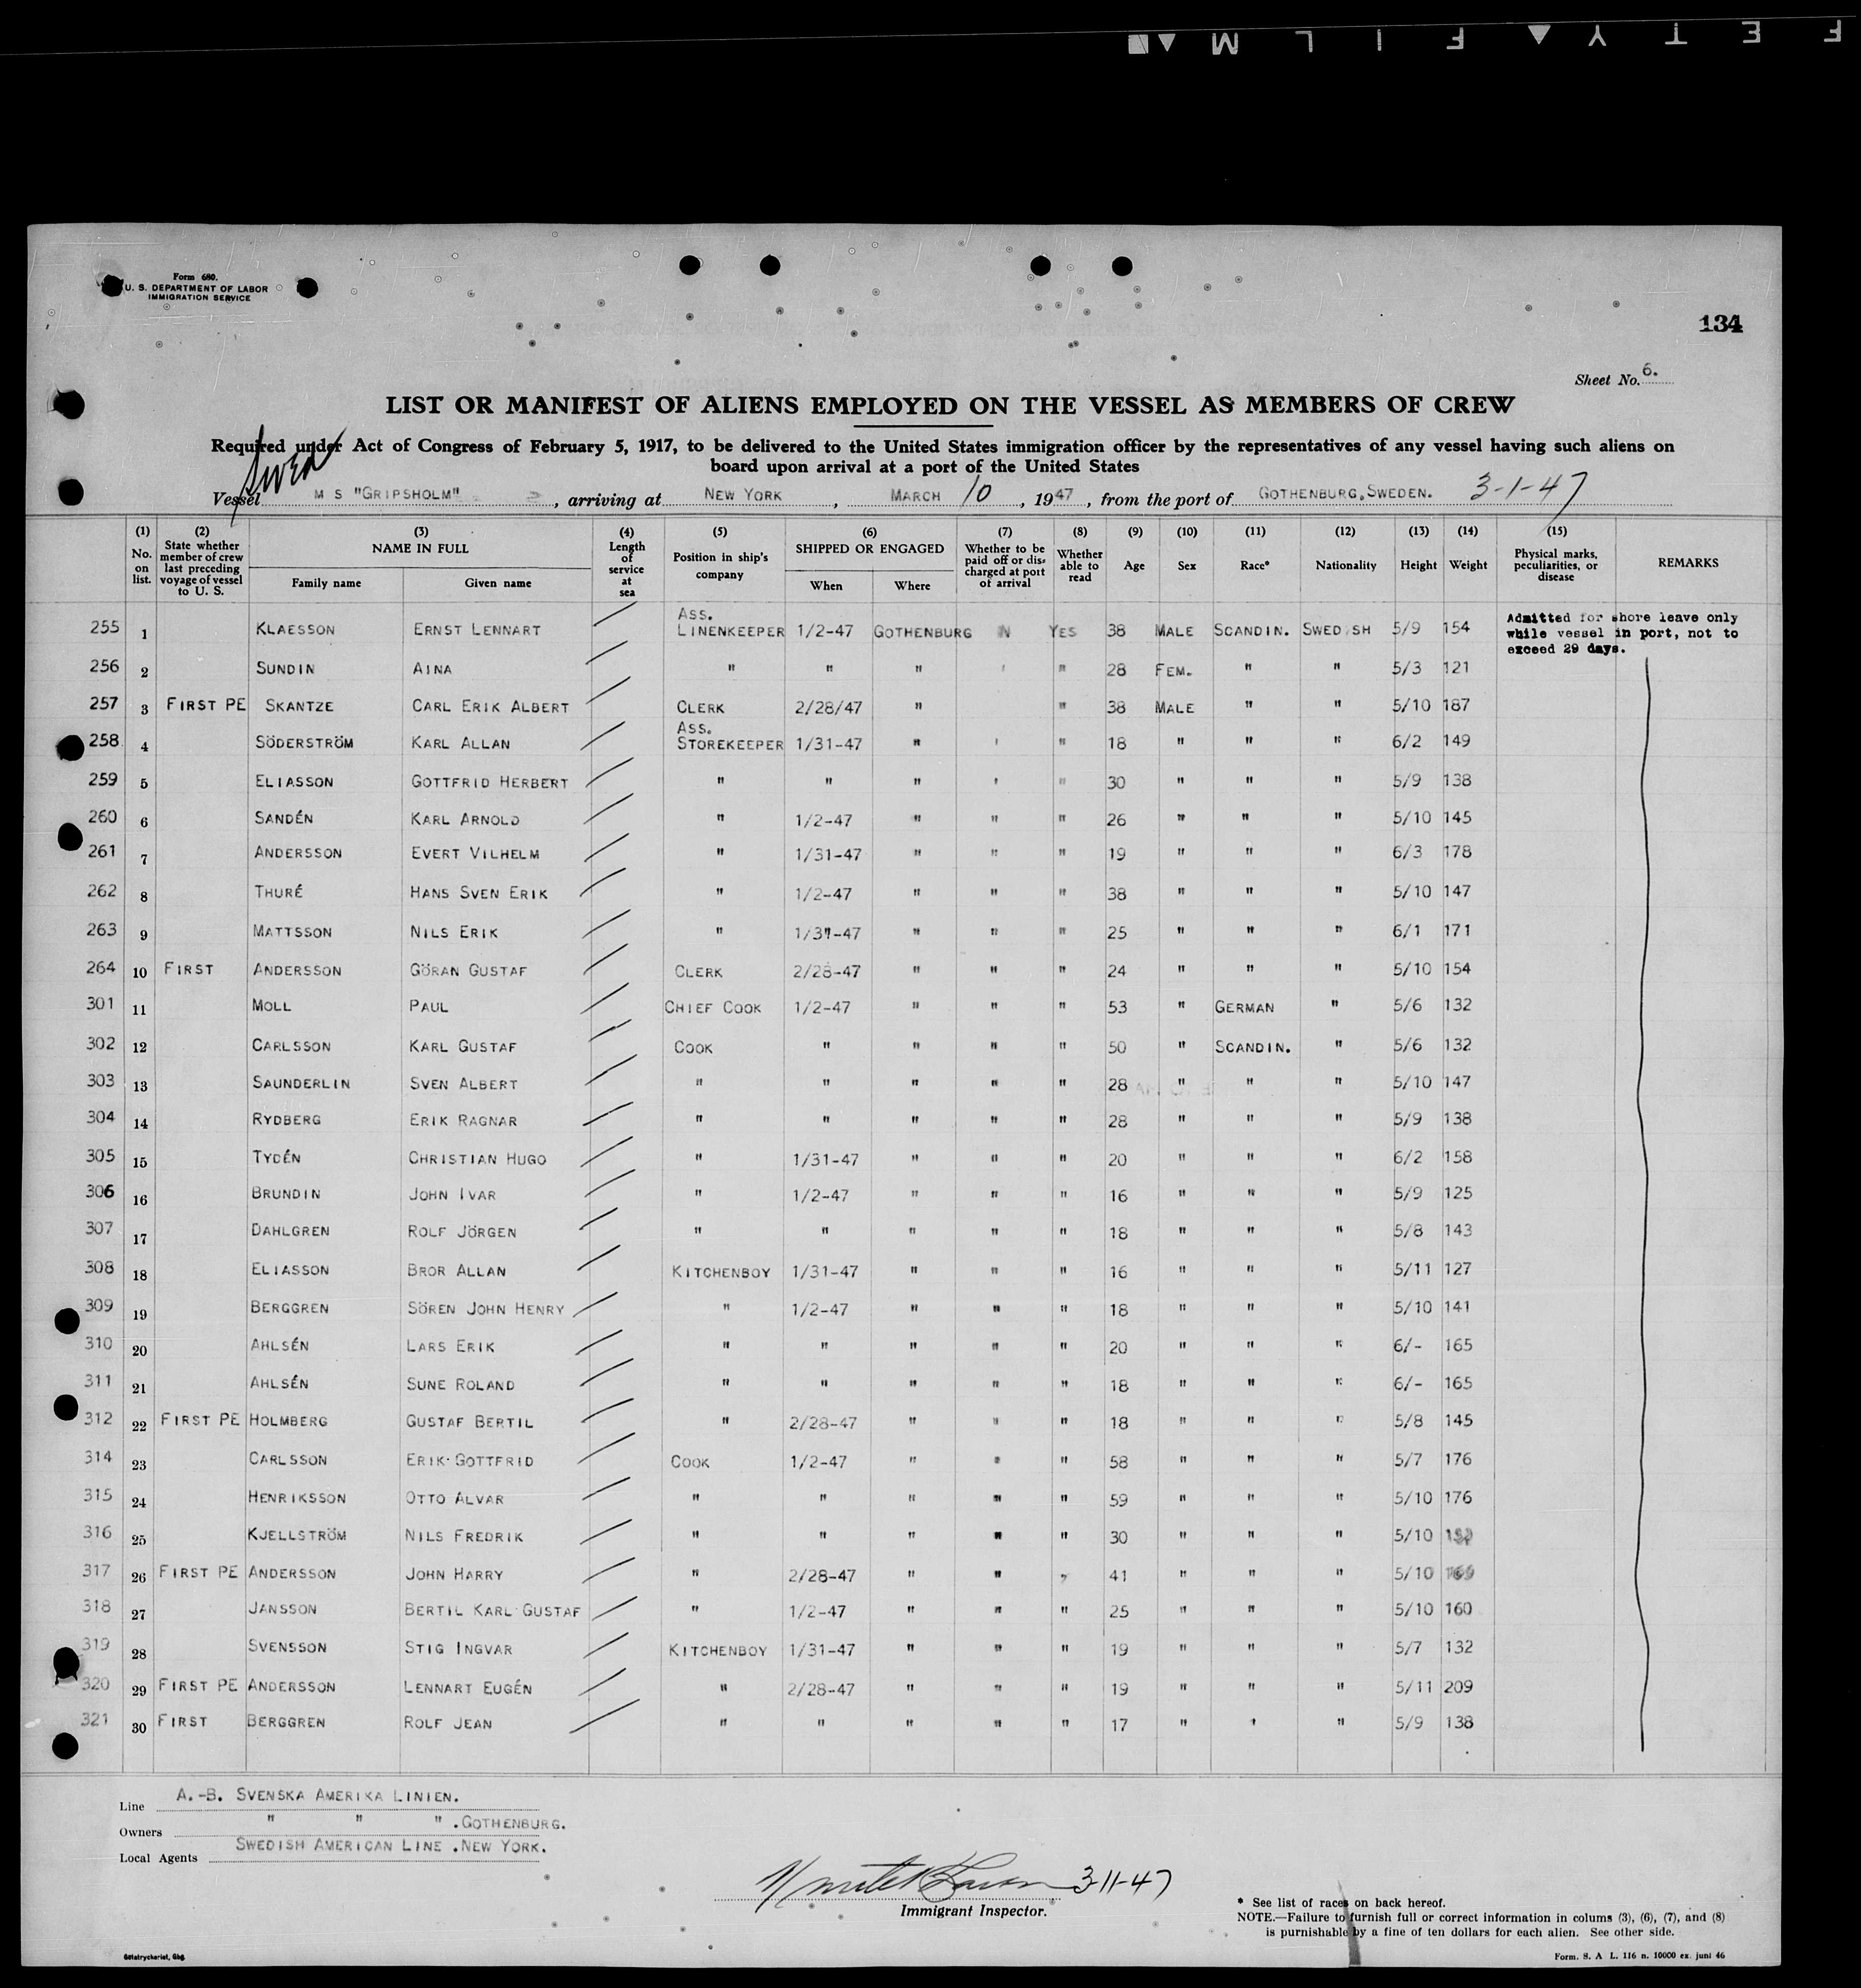 SAFETY FILM
Form 680.
U. S. DEPARTMENT OF LABOR
IMMIGRATION SERVICE
134
Sheet No. 6.
LIST OR MANIFEST OF ALIENS EMPLOYED ON THE VESSEL AS MEMBERS OF CREW
Required under Act of Congress of February 5, 1917, to be delivered to the United States immigration officer by the representatives of any vessel having such aliens on
board upon arrival at a port of the United States
Swed
Vessel M S "GRIPSHOLM", arriving at NEW YORK, MARCH 10, 1947, from the port of GOTHENBURG, SWEDEN. 3-1-47
(1) No. on list. (2) State whether member of crew last preceding voyage of vessel to U. S. (3) NAME IN FULL Family name Given name (4) Length of service at sea (5) Position in ship's company (6) SHIPPED OR ENGAGED When Where (7) Whether to be paid off or discharged at port of arrival (8) Whether able to read (9) Age (10) Sex (11) Race* (12) Nationality (13) Height (14) Weight (15) Physical marks, peculiarities, or disease REMARKS
255 1 KLAESSON ERNST LENNART ASS. LINENKEEPER 1/2-47 GOTHENBURG N YES 38 MALE SCANDIN. SWEDISH 5/9 154 Admitted for shore leave only while vessel in port, not to exceed 29 days.
256 2 SUNDIN AINA " " " " " 28 FEM. " " 5/3 121
257 3 FIRST PE SKANTZE CARL ERIK ALBERT CLERK 2/28/47 " " 38 MALE " " 5/10 187
258 4 SÖDERSTRÖM KARL ALLAN ASS. STOREKEEPER 1/31-47 " " " 18 " " " 6/2 149
259 5 ELIASSON GOTTFRID HERBERT " " " " " 30 " " " 5/9 138
260 6 SANDÉN KARL ARNOLD " 1/2-47 " " " 26 " " " 5/10 145
261 7 ANDERSSON EVERT VILHELM " 1/31-47 " " " 19 " " " 6/3 178
262 8 THURÉ HANS SVEN ERIK " 1/2-47 " " " 38 " " " 5/10 147
263 9 MATTSSON NILS ERIK " 1/31-47 " " " 25 " " " 6/1 171
264 10 FIRST ANDERSSON GÖRAN GUSTAF CLERK 2/28-47 " " " 24 " " " 5/10 154
301 11 MOLL PAUL CHIEF COOK 1/2-47 " " " 53 " GERMAN " 5/6 132
302 12 CARLSSON KARL GUSTAF COOK " " " " 50 " SCANDIN. " 5/6 132
303 13 SAUNDERLIN SVEN ALBERT " " " " " 28 " " " 5/10 147
304 14 RYDBERG ERIK RAGNAR " " " " " 28 " " " 5/9 138
305 15 TYDÉN CHRISTIAN HUGO " 1/31-47 " " " 20 " " " 6/2 158
306 16 BRUNDIN JOHN IVAR " 1/2-47 " " " 16 " " " 5/9 125
307 17 DAHLGREN ROLF JÖRGEN " " " " " 18 " " " 5/8 143
308 18 ELIASSON BROR ALLAN KITCHENBOY 1/31-47 " " " 16 " " " 5/11 127
309 19 BERGGREN SÖREN JOHN HENRY " 1/2-47 " " " 18 " " " 5/10 141
310 20 AHLSÉN LARS ERIK " " " " " 20 " " " 6/- 165
311 21 AHLSÉN SUNE ROLAND " " " " " 18 " " " 6/- 165
312 22 FIRST PE HOLMBERG GUSTAF BERTIL " 2/28-47 " " " 18 " " " 5/8 145
314 23 CARLSSON ERIK GOTTFRID COOK 1/2-47 " " " 58 " " " 5/7 176
315 24 HENRIKSSON OTTO ALVAR " " " " " 59 " " " 5/10 176
316 25 KJELLSTRÖM NILS FREDRIK " " " " " 30 " " " 5/10
317 26 FIRST PE ANDERSSON JOHN HARRY " 2/28-47 " " " 41 " " " 5/10
318 27 JANSSON BERTIL KARL GUSTAF " 1/2-47 " " " 25 " " " 5/10 160
319 28 SVENSSON STIG INGVAR KITCHENBOY 1/31-47 " " " 19 " " " 5/7 132
320 29 FIRST PE ANDERSSON LENNART EUGÉN " 2/28-47 " " " 19 " " " 5/11 209
321 30 FIRST BERGGREN ROLF JEAN " " " " " 17 " " " 5/9 138
Line A.-B. SVENSKA AMERIKA LINIEN.
Owners " " " .GOTHENBURG.
Local Agents SWEDISH AMERICAN LINE .NEW YORK.
3-11-47
Immigrant Inspector.
* See list of races on back hereof.
NOTE.—Failure to furnish full or correct information in colums (3), (6), (7), and (8)
is purnishable by a fine of ten dollars for each alien. See other side.
Götatryckeriet, Gbg.
Form. S. A L. 116 n. 10000 ex. juni 46